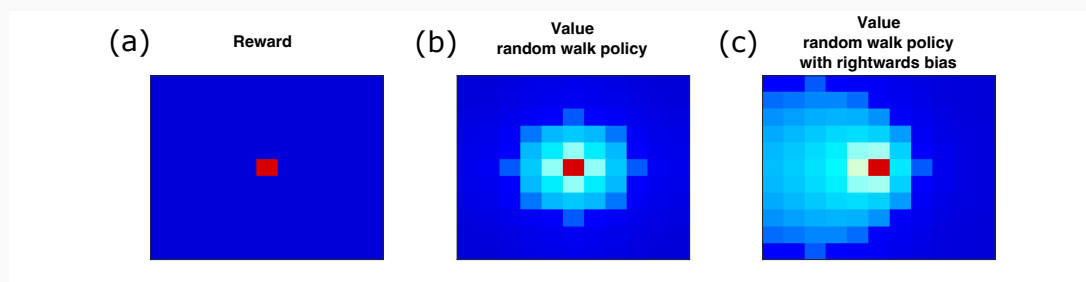 (a)
Reward
(b)
Value
random walk policy
(c)
Value
random walk policy
with rightwards bias